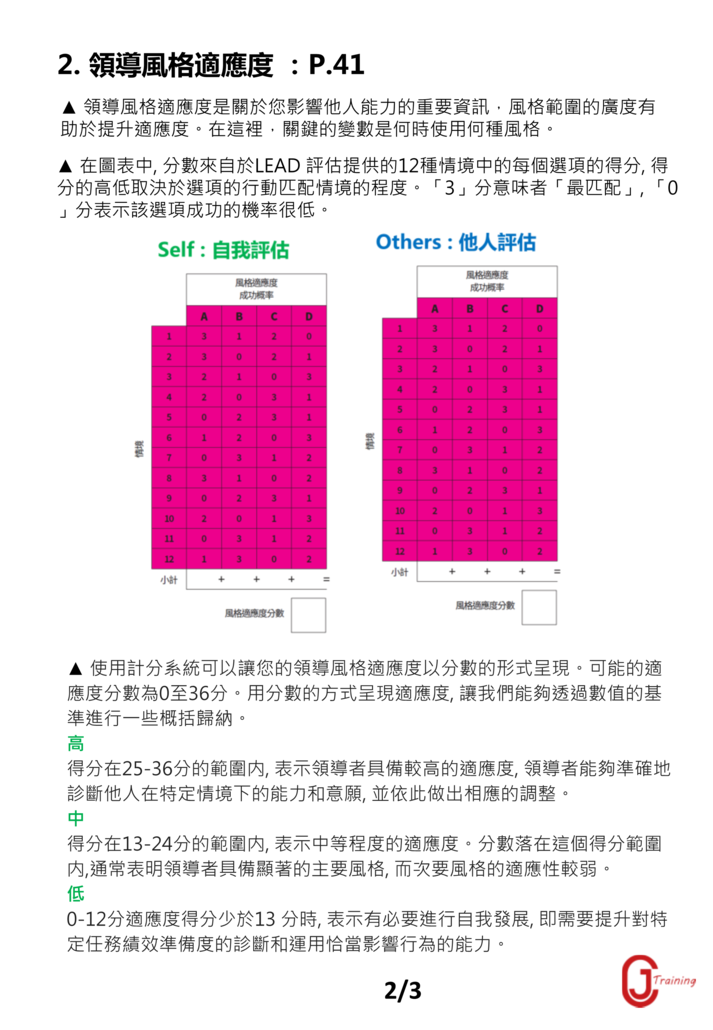 2. 領導風格適應度 ：P.41
▲ 領導風格適應度是關於您影響他人能力的重要資訊，風格範圍的廣度有
助於提升適應度。在這裡，關鍵的變數是何時使用何種風格。
▲ 在圖表中, 分數來自於LEAD 評估提供的12種情境中的每個選項的得分, 得
分的高低取決於選項的行動匹配情境的程度。「3」分意味者「最匹配」, 「0
」分表示該選項成功的機率很低。
Self : 自我評估
風格適應度
成功概率
A B C D
1 3 1 2 0
2 3 0 2 1
3 2 1 0 3
4 2 0 3 1
5 0 2 3 1
6 1 2 0 3
7 0 3 1 2
8 3 1 0 2
9 0 2 3 1
10 2 0 1 3
11 0 3 1 2
12 1 3 0 2
情境
小計 + + + =
風格適應度分數
Others : 他人評估
風格適應度
成功概率
A B C D
1 3 1 2 0
2 3 0 2 1
3 2 1 0 3
4 2 0 3 1
5 0 2 3 1
6 1 2 0 3
7 0 3 1 2
8 3 1 0 2
9 0 2 3 1
10 2 0 1 3
11 0 3 1 2
12 1 3 0 2
情境
小計 + + + =
風格適應度分數
▲ 使用計分系統可以讓您的領導風格適應度以分數的形式呈現。可能的適
應度分數為0至36分。用分數的方式呈現適應度, 讓我們能夠透過數值的基
準進行一些概括歸納。
高
得分在25-36分的範圍内, 表示領導者具備較高的適應度, 領導者能夠準確地
診斷他人在特定情境下的能力和意願, 並依此做出相應的調整。
中
得分在13-24分的範圍内, 表示中等程度的適應度。分數落在這個得分範圍
内,通常表明領導者具備顯著的主要風格, 而次要風格的適應性較弱。
低
0-12分適應度得分少於13 分時, 表示有必要進行自我發展, 即需要提升對特
定任務績效準備度的診斷和運用恰當影響行為的能力。
2/3
CJ Training